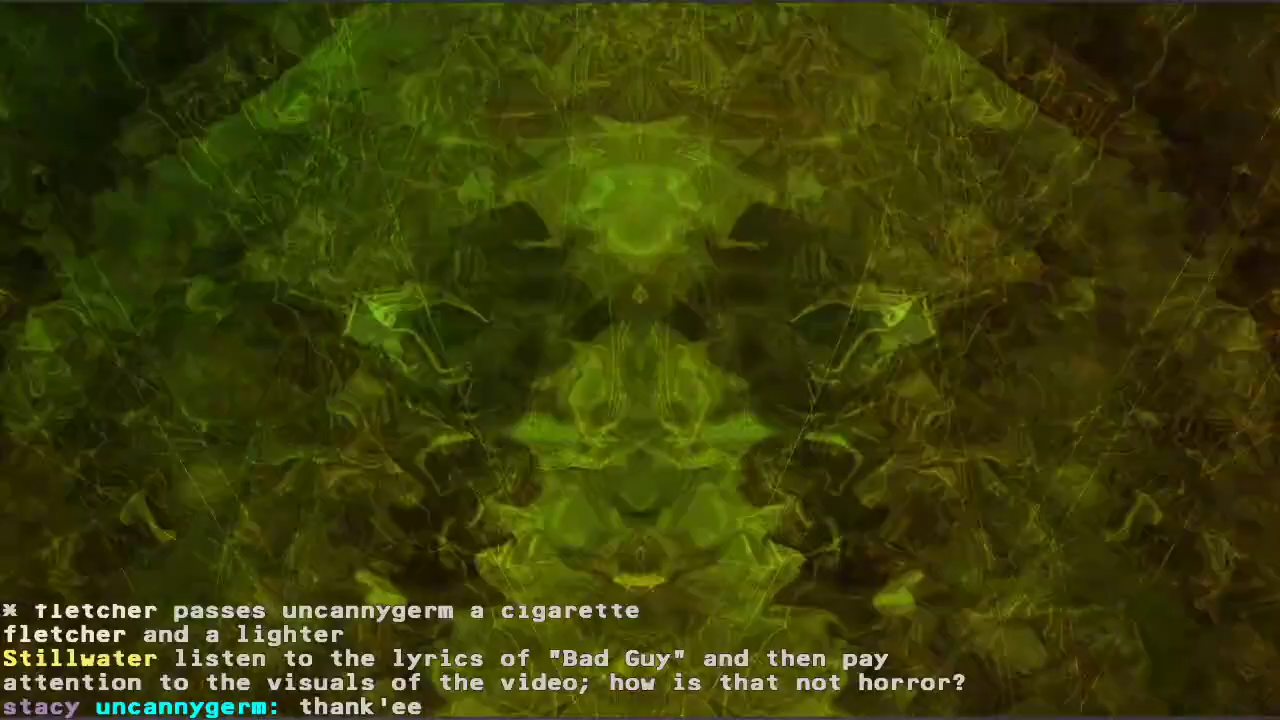 * fletcher passes uncannygerm a cigarette
fletcher and a lighter
Stillwater listen to the lyrics of "Bad Guy" and then pay
attention to the visuals of the video; how is that not horror?
stacy uncannygerm: thank'ee